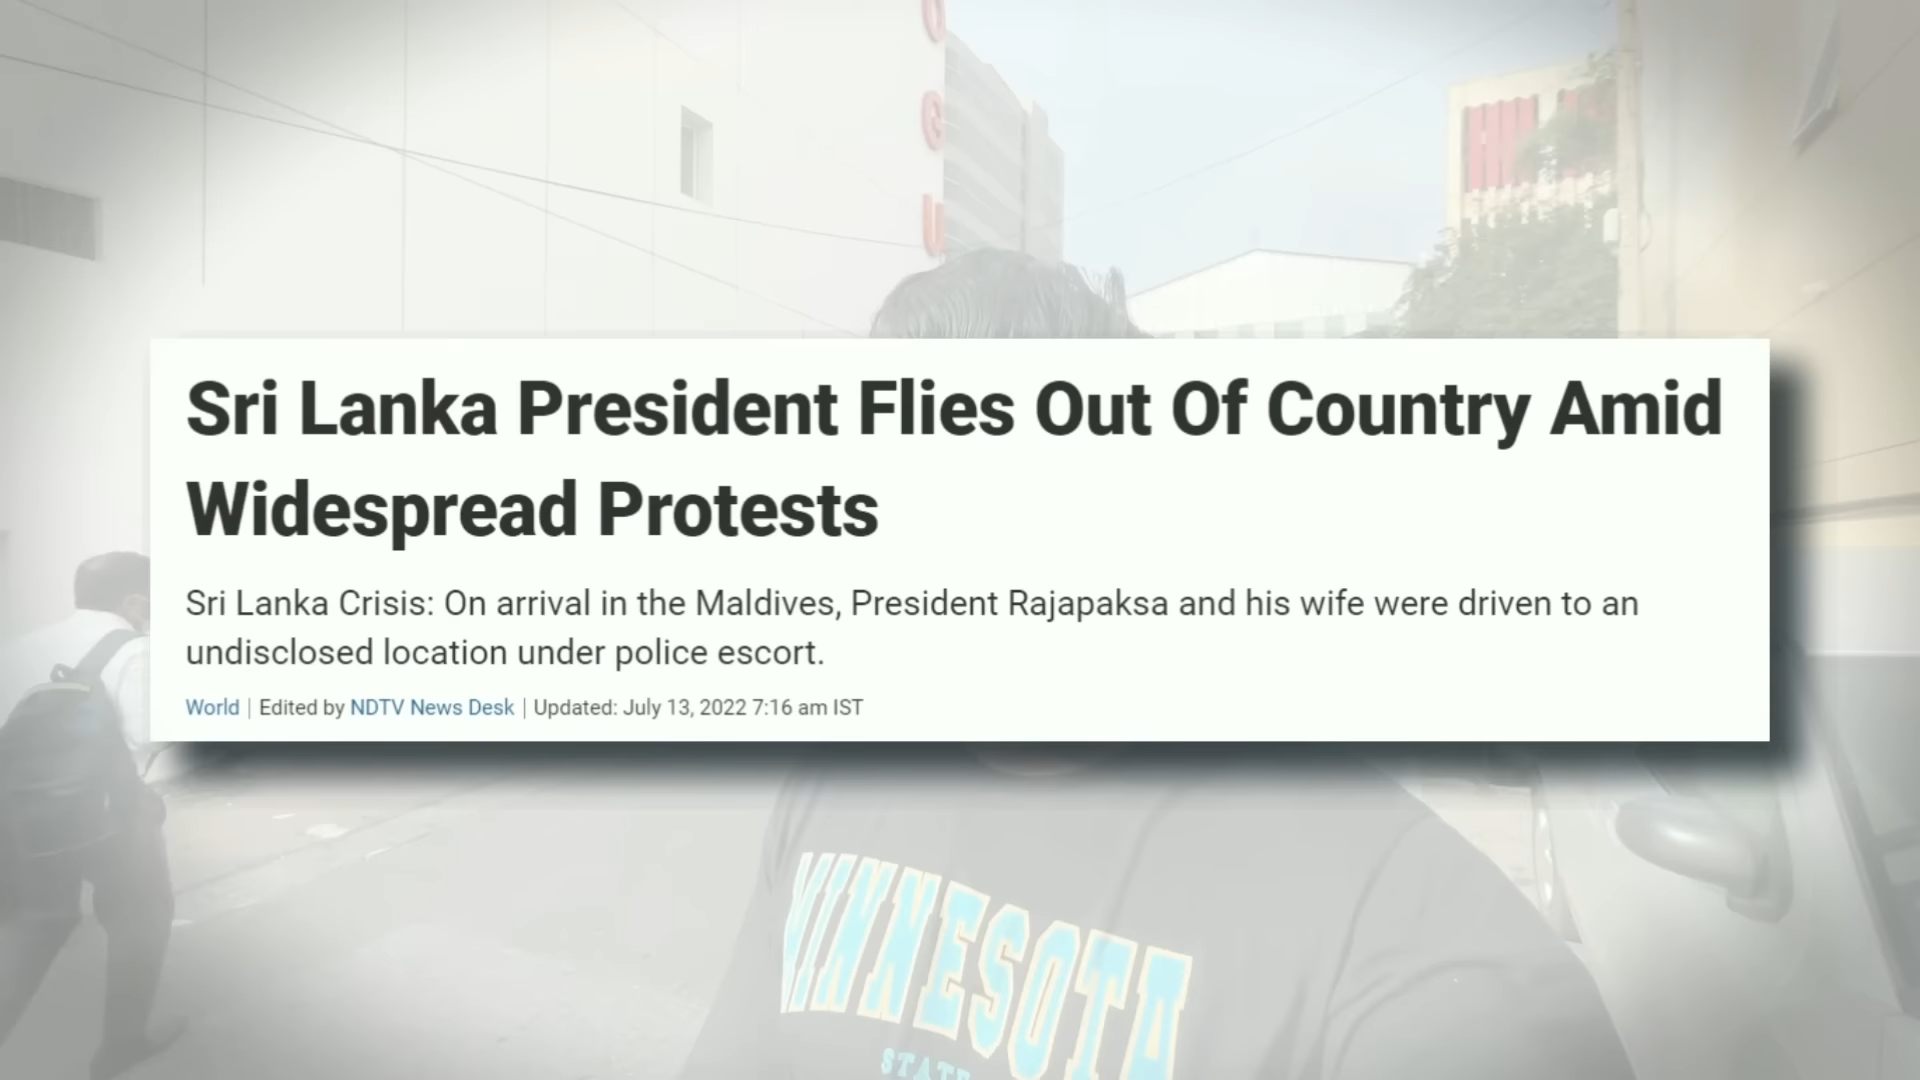 Sri Lanka President Flies Out Of Country Amid
Widespread Protests
Sri Lanka Crisis: On arrival in the Maldives, President Rajapaksa and his wife were driven to an
undisclosed location under police escort.
World | Edited by NDTV News Desk | Updated: July 13, 2022 7:16 am IST
MINNESOTA
STATE